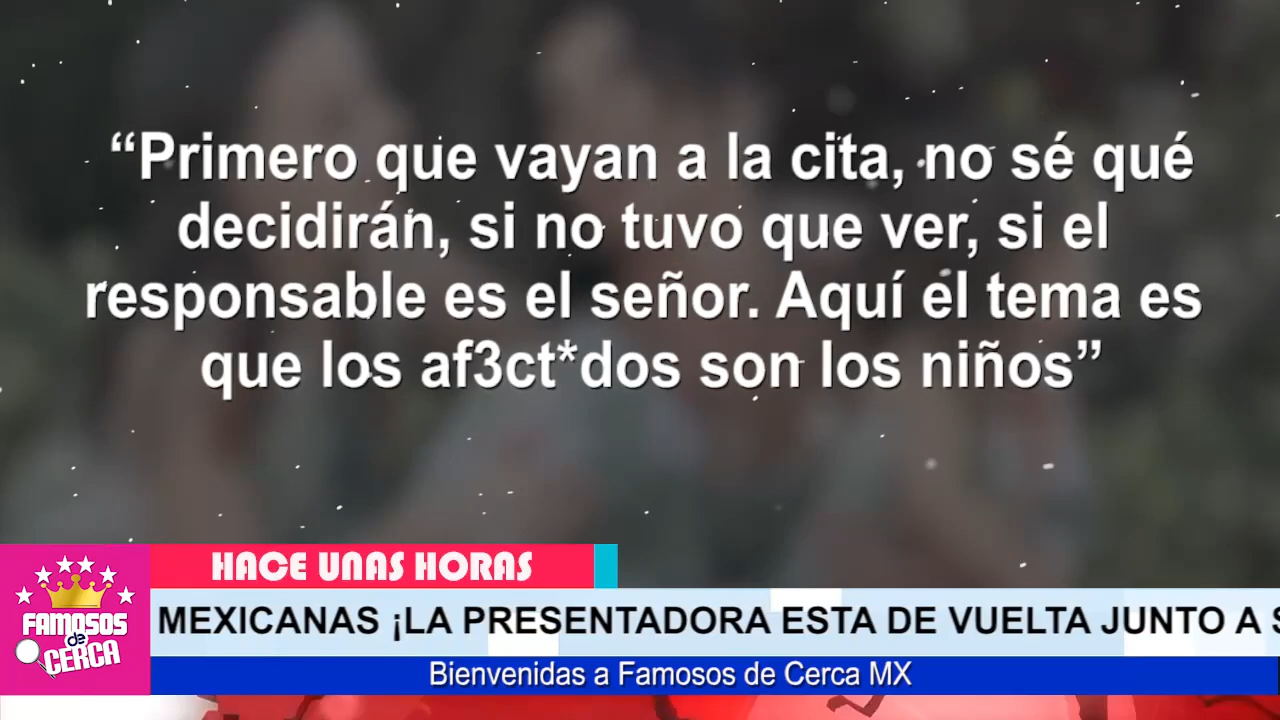 “Primero que vayan a la cita, no sé qué
decidirán, si no tuvo que ver, si el
responsable es el señor. Aquí el tema es
que los af3ct*dos son los niños”
HACE UNAS HORAS
FAMOSOS
de
CERCA
MEXICANAS ¡LA PRESENTADORA ESTA DE VUELTA JUNTO A
Bienvenidas a Famosos de Cerca MX